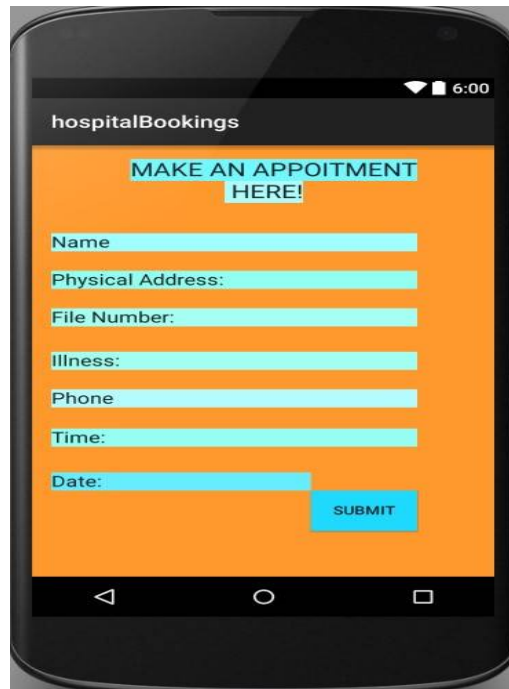 6:00
hospitalBookings
MAKE AN APPOITMENT
HERE!
Name
Physical Address:
File Number:
Illness:
Phone
Time:
Date:
SUBMIT